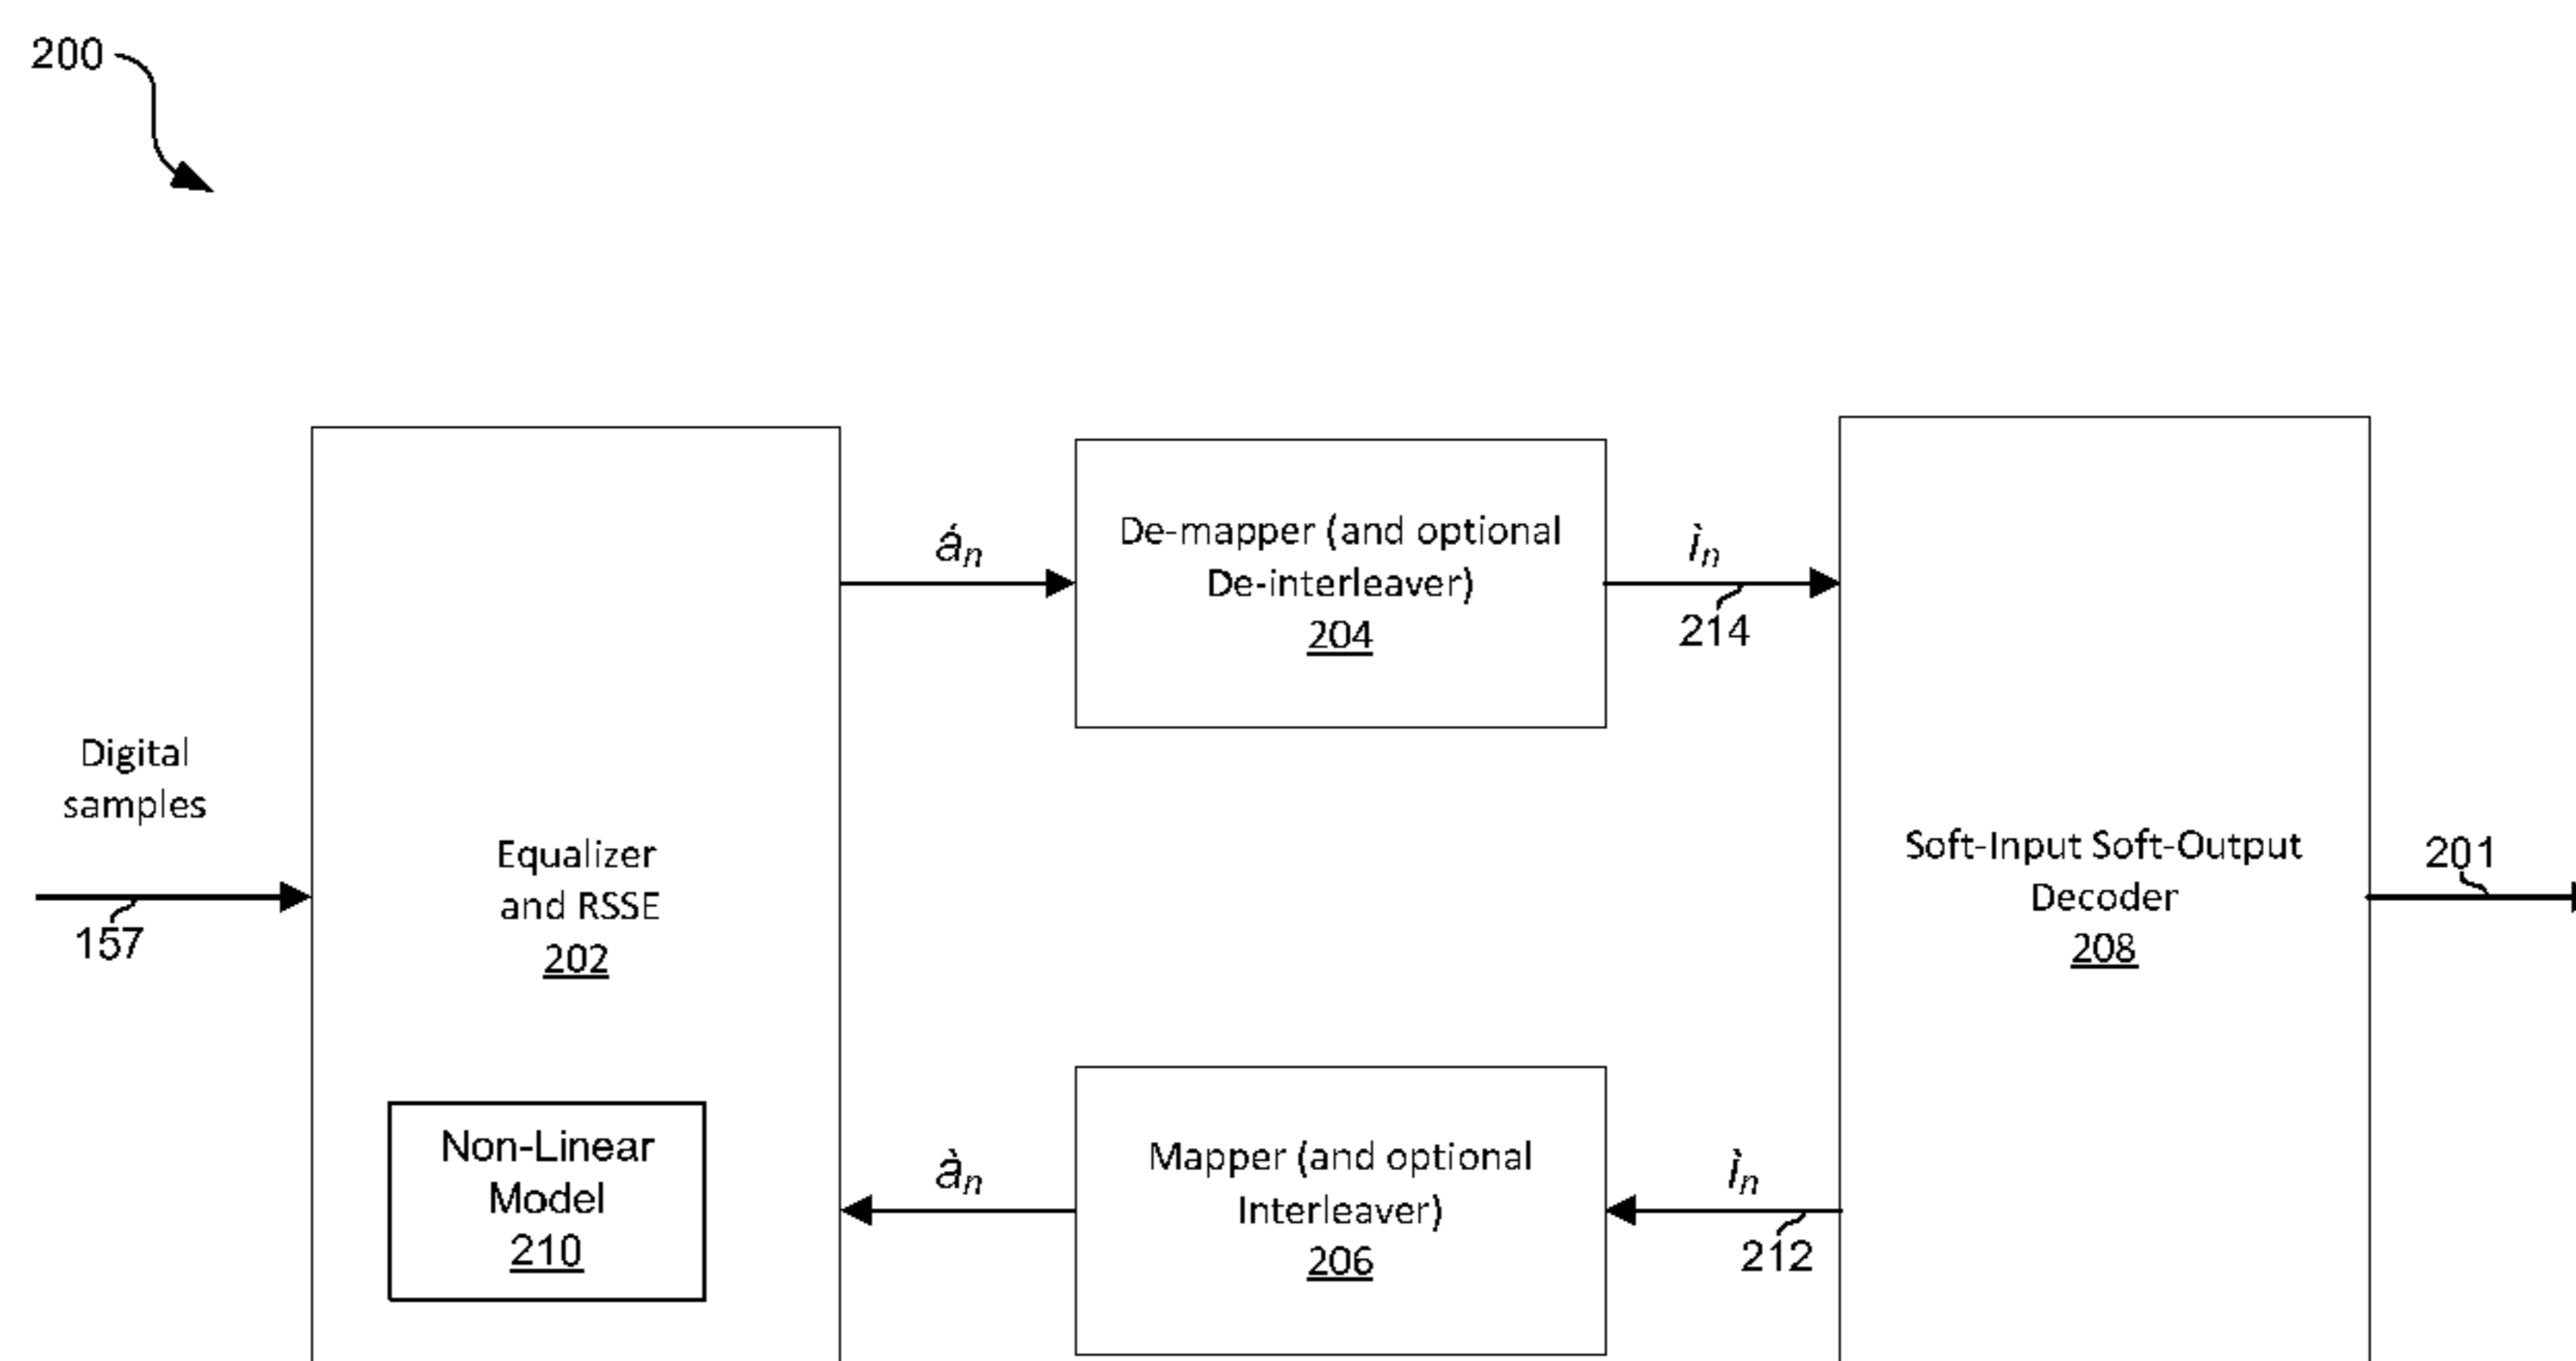 200
Digital
samples
157
Equalizer
and RSSE
202
Non-Linear
Model
210
án
De-mapper (and optional
De-interleaver)
204
ìn
214
àn
Mapper (and optional
Interleaver)
206
ìn
212
Soft-Input Soft-Output
Decoder
208
201